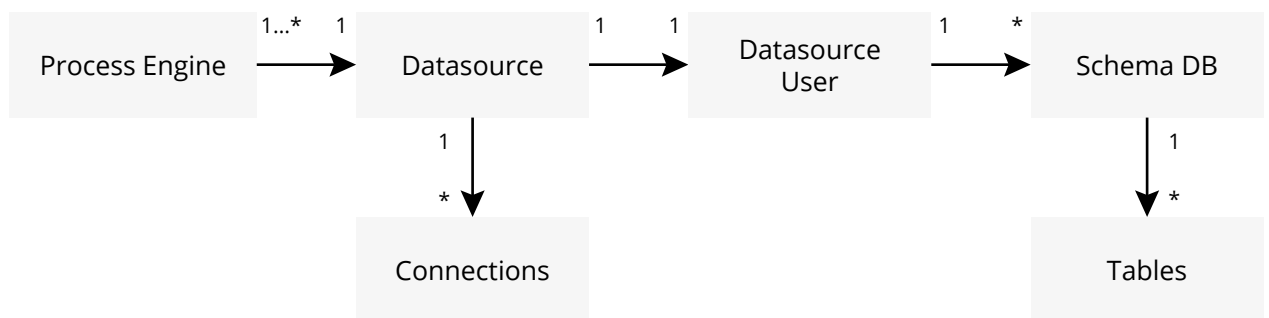 1...* 1 1 1 1 *
Process Engine
Datasource
Datasource
User
Schema DB
1
*
1
*
Connections
Tables